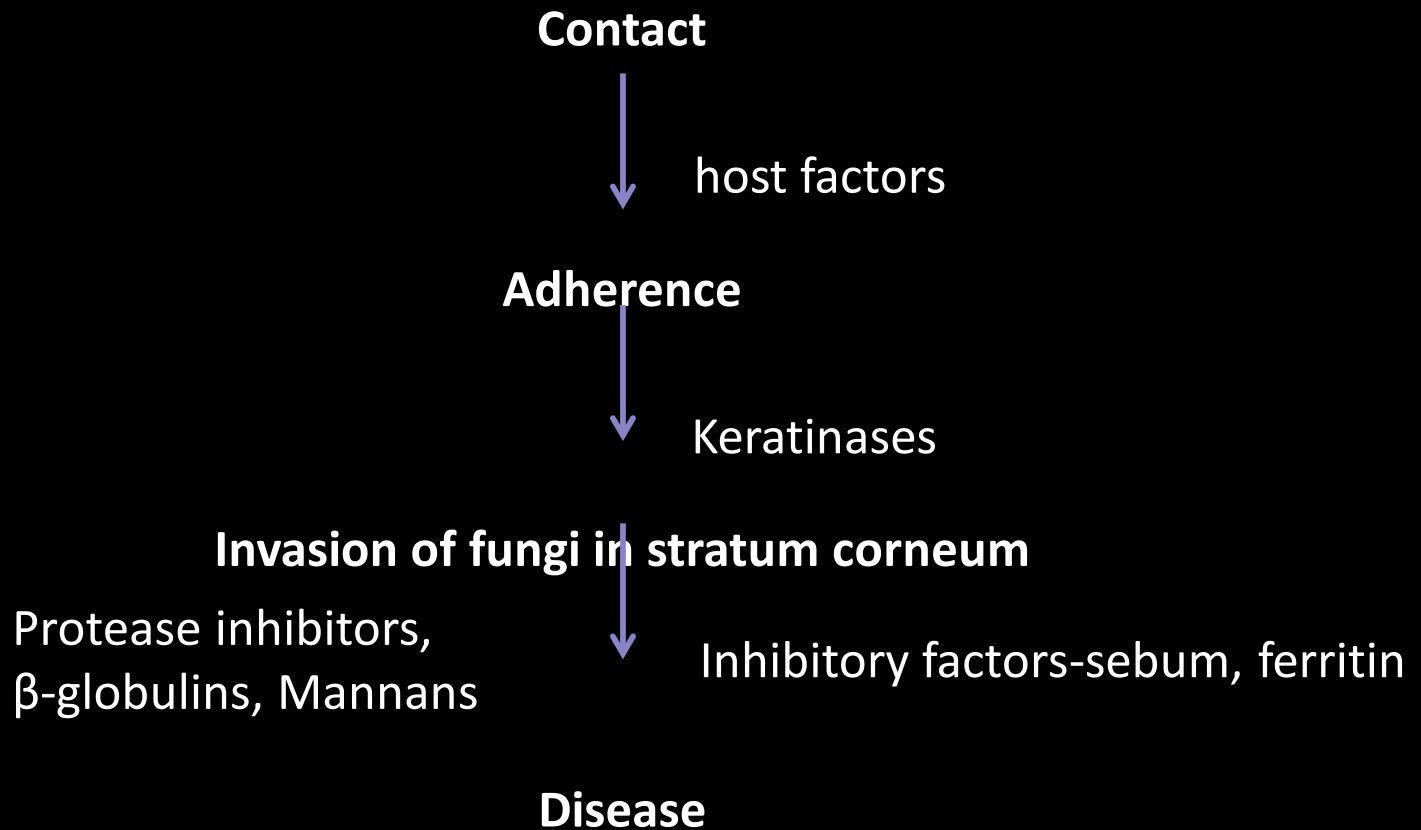 Contact
host factors
Adherence
Keratinases
Invasion of fungi in stratum corneum
Protease inhibitors,
β-globulins, Mannans
Inhibitory factors-sebum, ferritin
Disease